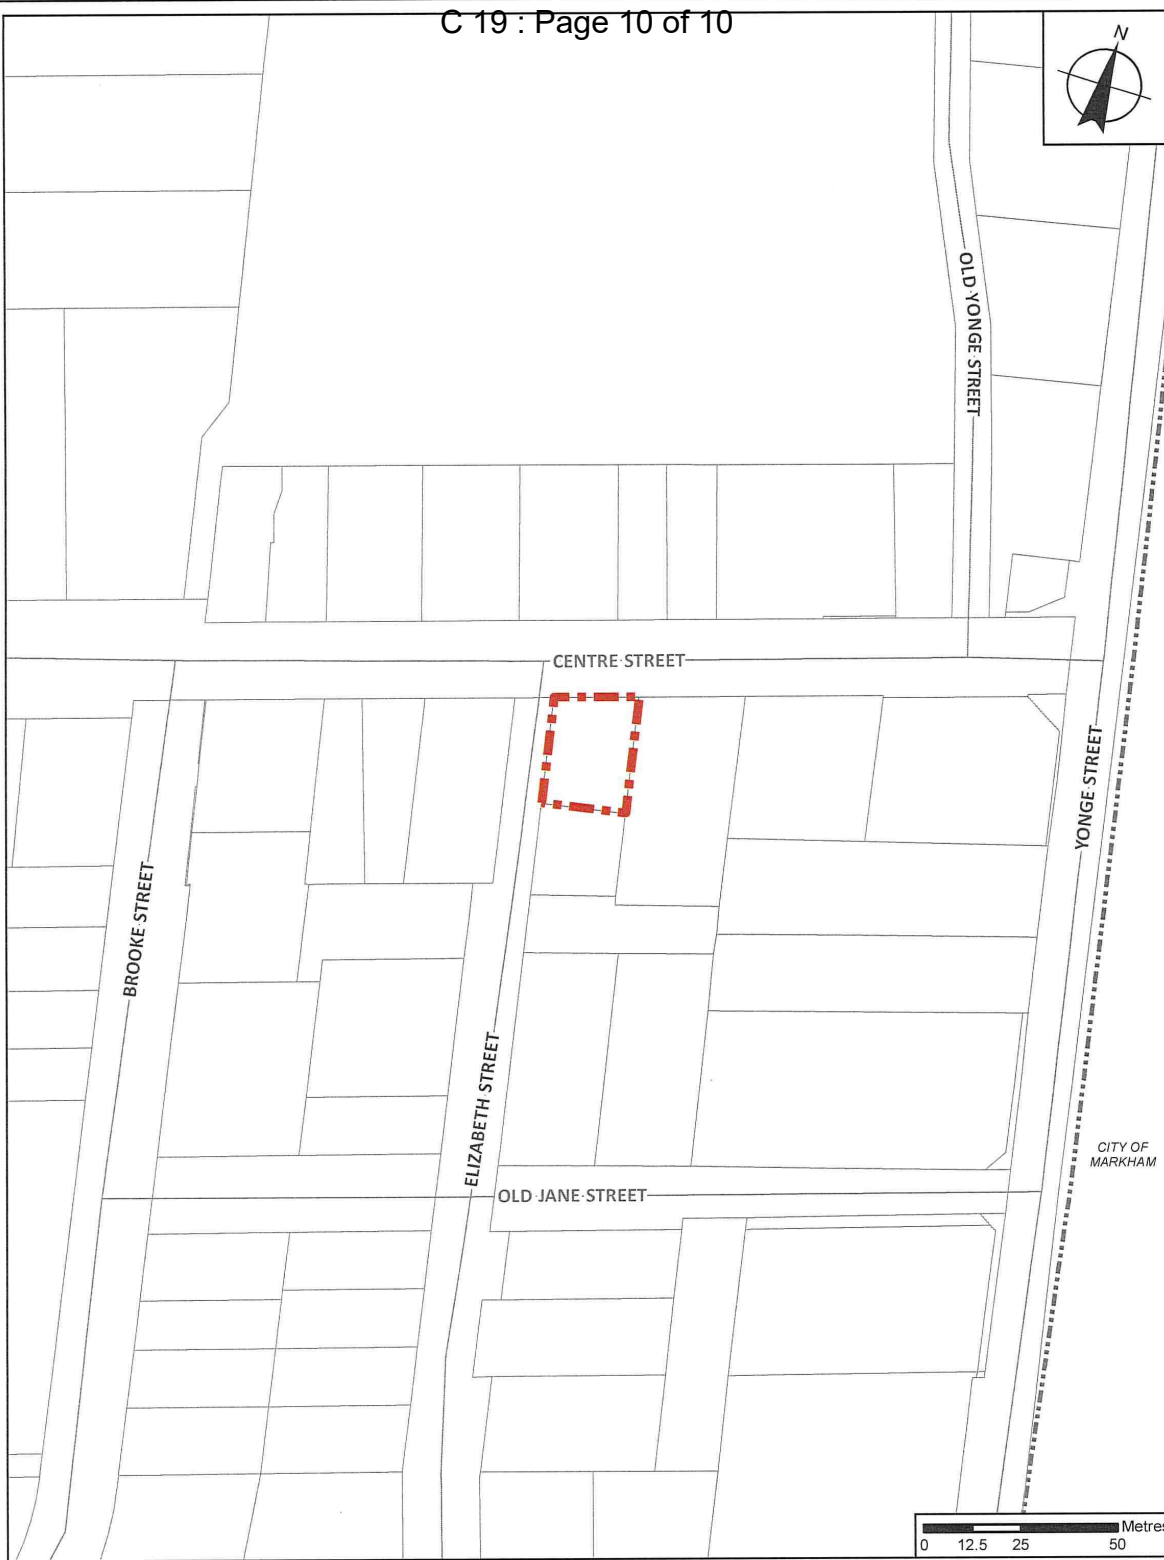 C 19 : Page 10 of 10
N
OLD YONGE STREET
CENTRE STREET
YONGE STREET
BROOKE STREET
ELIZABETH STREET
CITY OF
MARKHAM
OLD JANE STREET
Metres
0 12.5 25 50